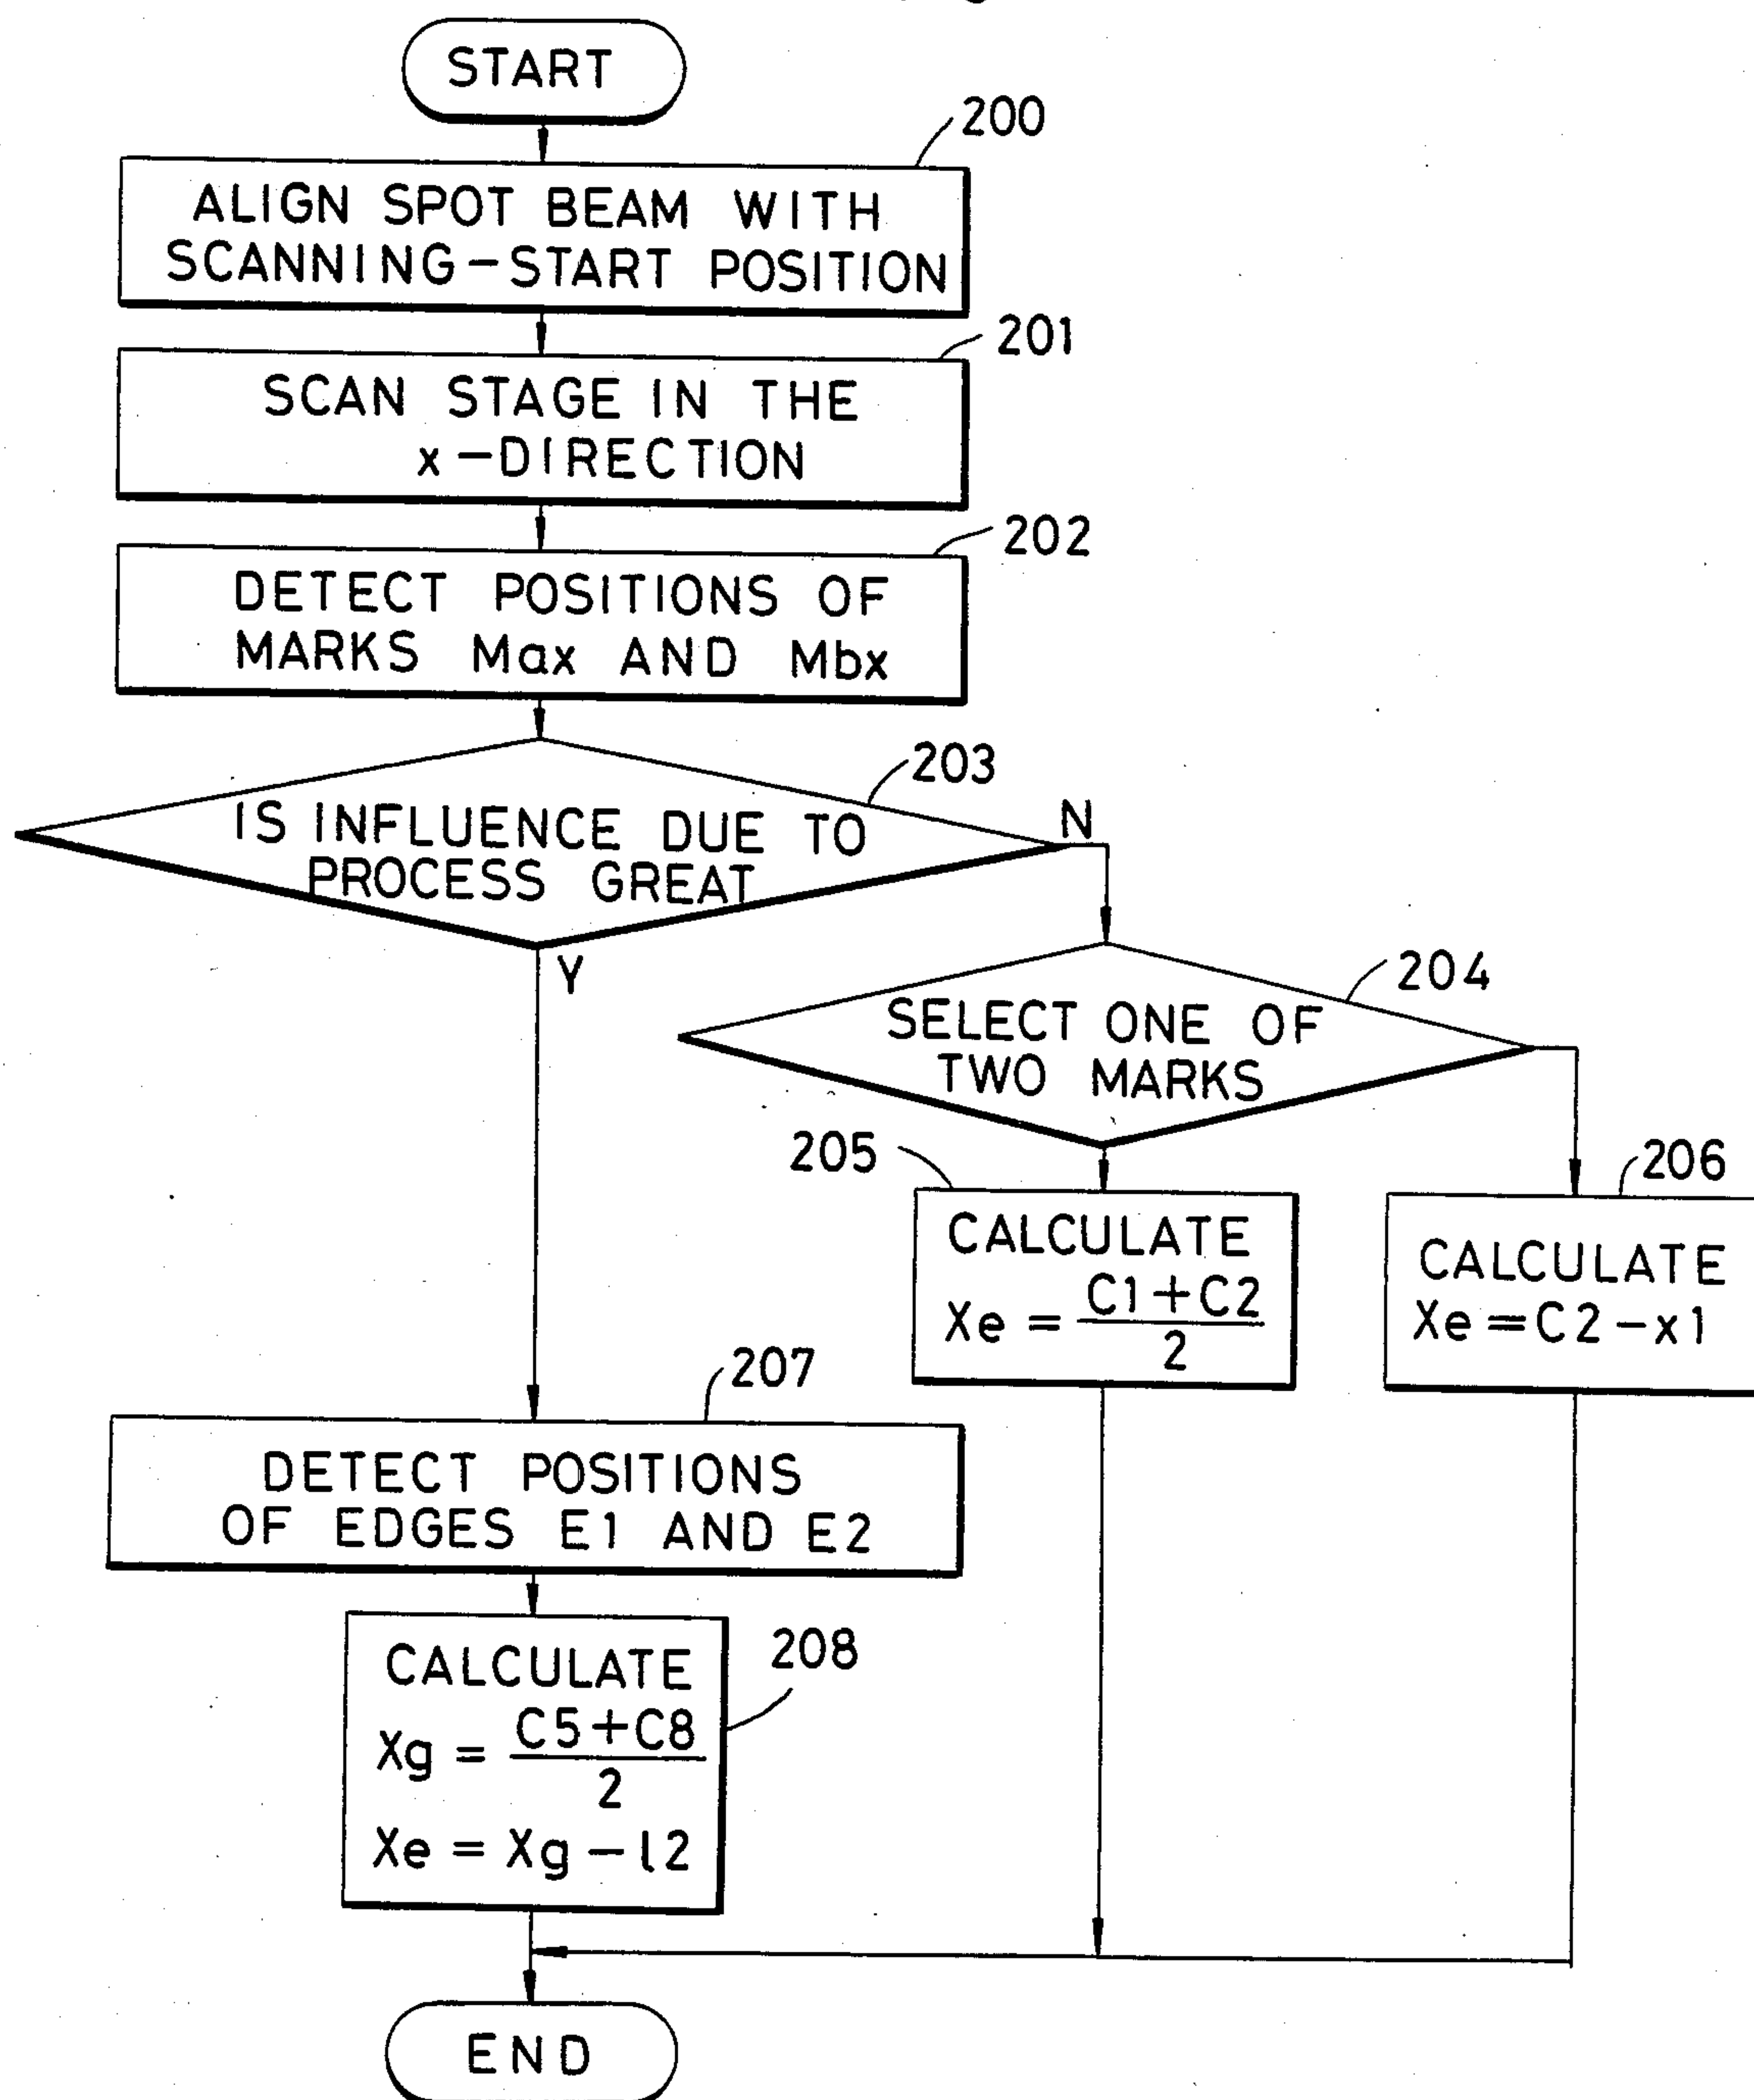 START
200
ALIGN SPOT BEAM WITH
SCANNING-START POSITION
201
SCAN STAGE IN THE
x-DIRECTION
202
DETECT POSITIONS OF
MARKS Max AND Mbx
203
IS INFLUENCE DUE TO
PROCESS GREAT
N
Y
204
SELECT ONE OF
TWO MARKS
205
CALCULATE
Xe = C1+C2
2
206
CALCULATE
Xe=C2-x1
207
DETECT POSITIONS
OF EDGES E1 AND E2
208
CALCULATE
Xg = C5+C8
2
Xe = Xg-l2
END